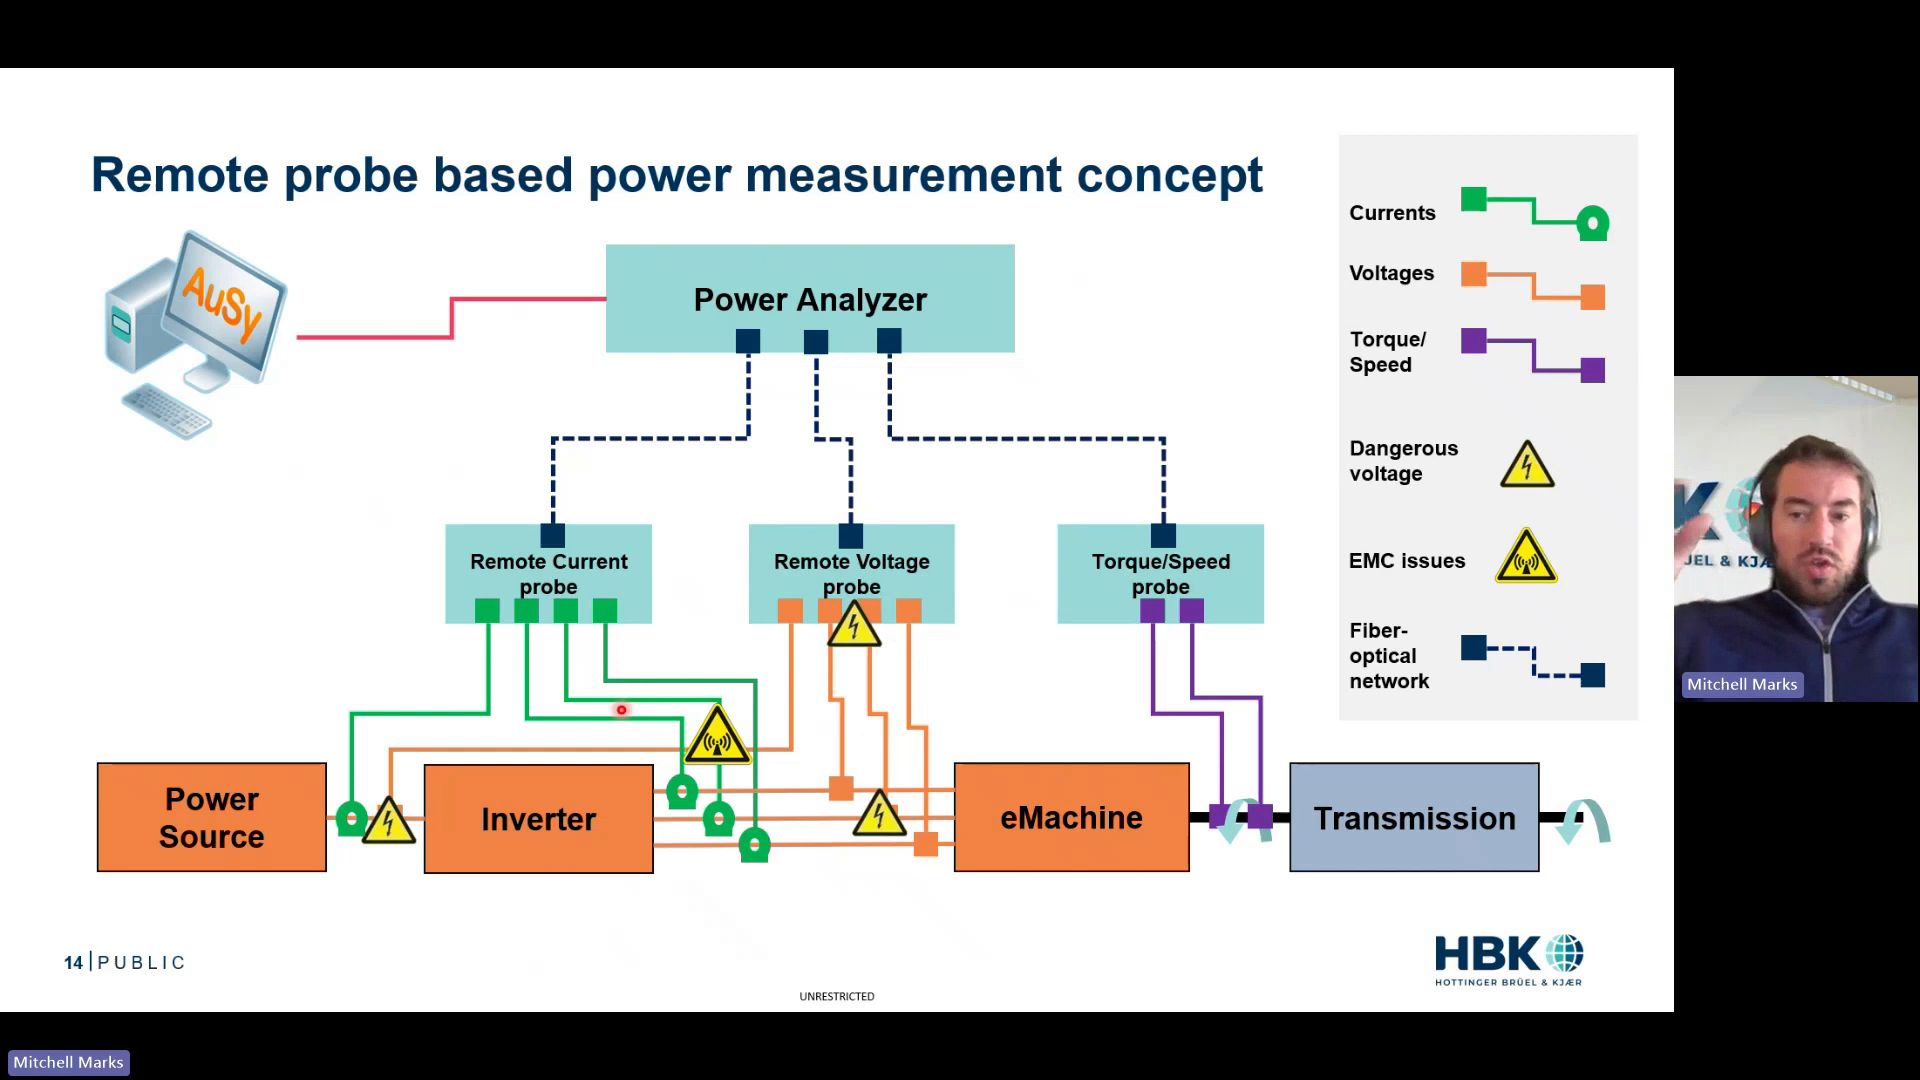 Remote probe based power measurement concept
AuSy
Power Analyzer
Remote Current
probe
Remote Voltage
probe
Torque/Speed
probe
Power
Source
Inverter
eMachine
Transmission
Currents
Voltages
Torque/
Speed
Dangerous
voltage
EMC issues
Fiber-
optical
network
14 | PUBLIC
UNRESTRICTED
HBK
HOTTINGER BRÜEL & KJÆR
Mitchell Marks
Mitchell Marks